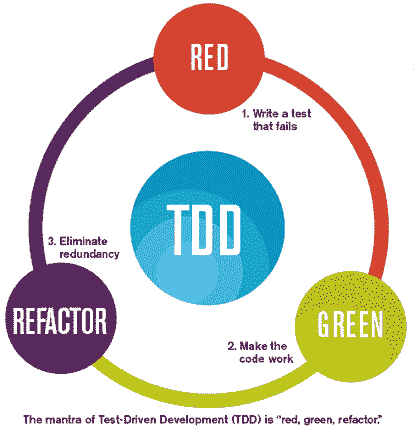 RED
1. Write a test
that fails
TDD
3. Eliminate
redundancy
REFACTOR
GREEN
2. Make the
code work
The mantra of Test-Driven Development (TDD) is “red, green, refactor.”